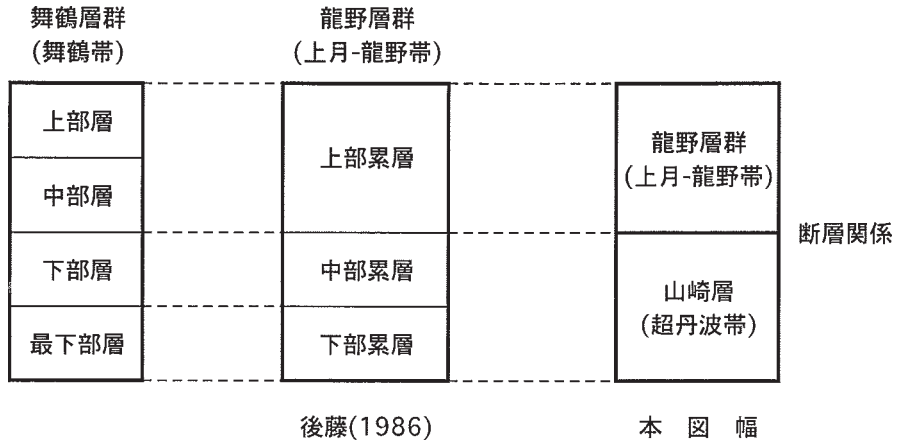 舞鶴層群
(舞鶴帯)
上部層
中部層
下部層
最下部層
龍野層群
(上月-龍野帯)
上部累層
中部累層
下部累層
後藤(1986)
龍野層群
(上月-龍野帯)
山崎層
(超丹波帯)
断層関係
本 図 幅